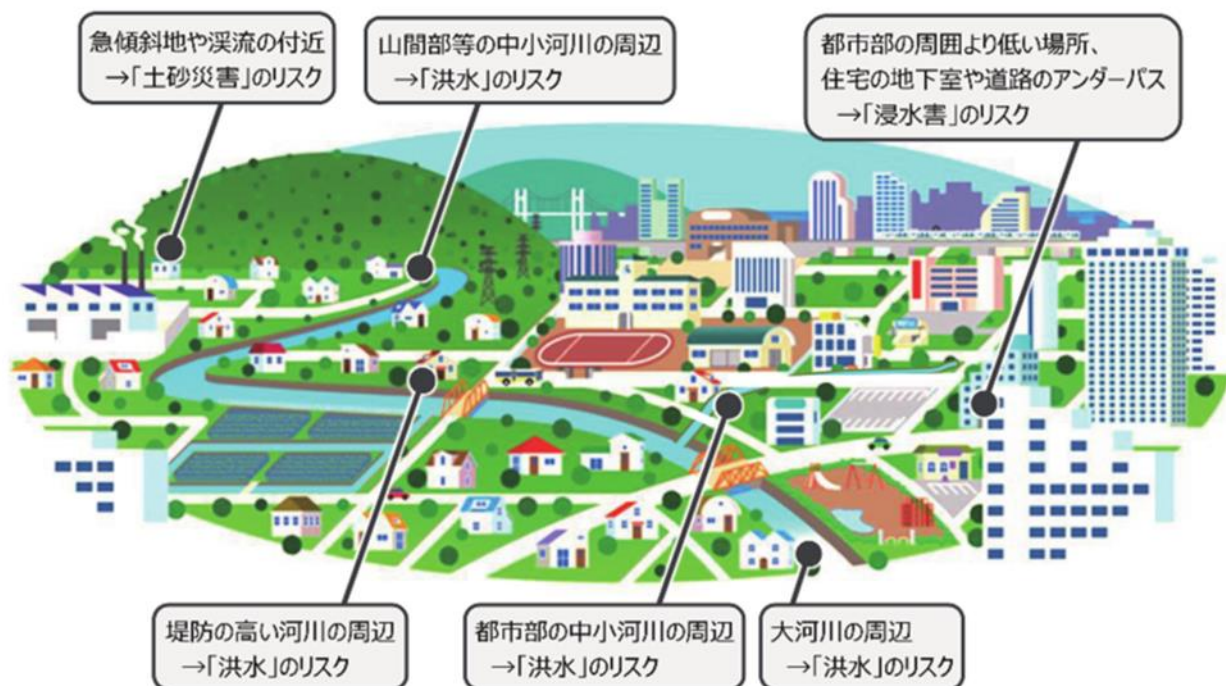 急傾斜地や渓流の付近
→「土砂災害」のリスク
山間部等の中小河川の周辺
→「洪水」のリスク
都市部の周囲より低い場所、
住宅の地下室や道路のアンダーパス
→「浸水害」のリスク
堤防の高い河川の周辺
→「洪水」のリスク
都市部の中小河川の周辺
→「洪水」のリスク
大河川の周辺
→「洪水」のリスク